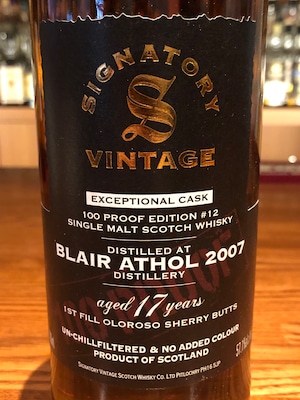 SIGNATORY
S
VINTAGE
EXCEPTIONAL CASK
100 PROOF EDITION #12
SINGLE MALT SCOTCH WHISKY
DISTILLED AT
BLAIR ATHOL 2007
DISTILLERY
aged 17 years
1ST FILL OLOROSO SHERRY BUTTS
UN-CHILLFILTERED & NO ADDED COLOUR
PRODUCT OF SCOTLAND
SIGNATORY VINTAGE SCOTCH WHISKY CO. LTD PITLOCHRY PH16 5JP
57.1%